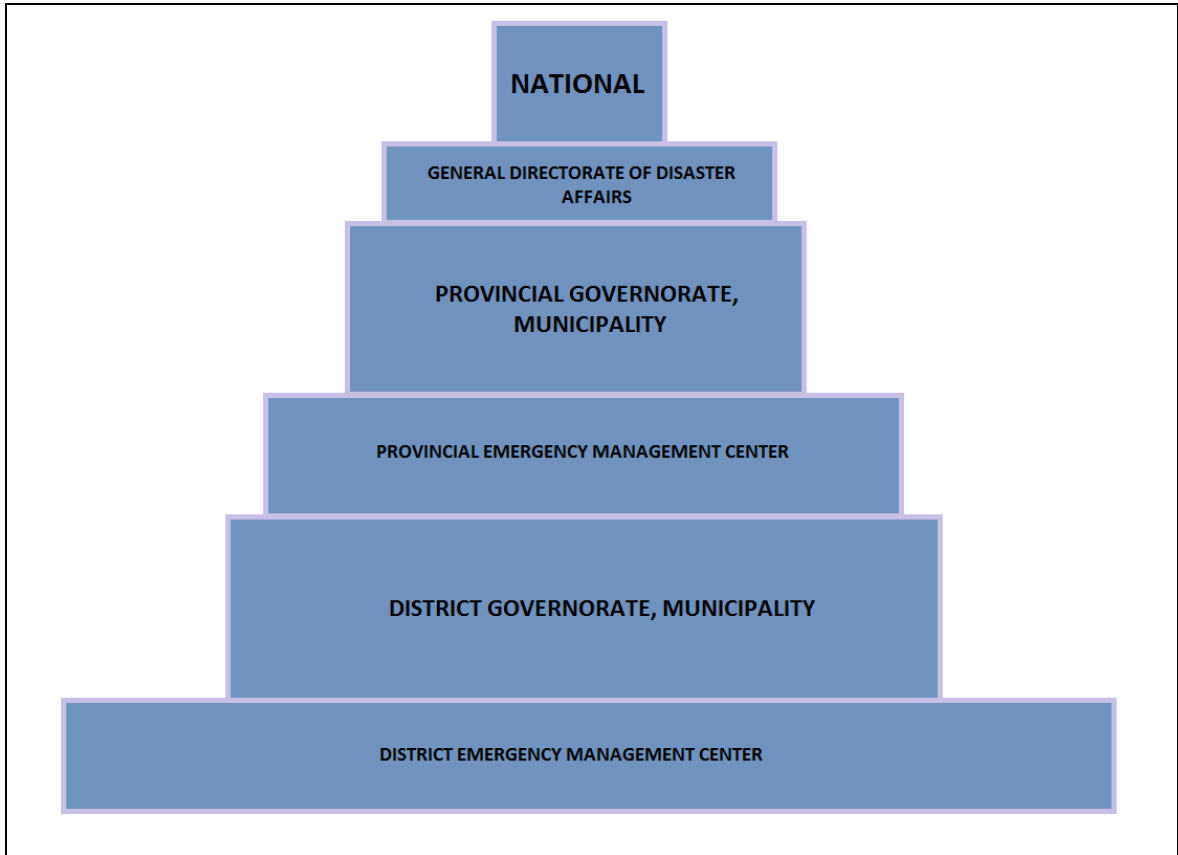 NATIONAL
GENERAL DIRECTORATE OF DISASTER
AFFAIRS
PROVINCIAL GOVERNORATE,
MUNICIPALITY
PROVINCIAL EMERGENCY MANAGEMENT CENTER
DISTRICT GOVERNORATE, MUNICIPALITY
DISTRICT EMERGENCY MANAGEMENT CENTER